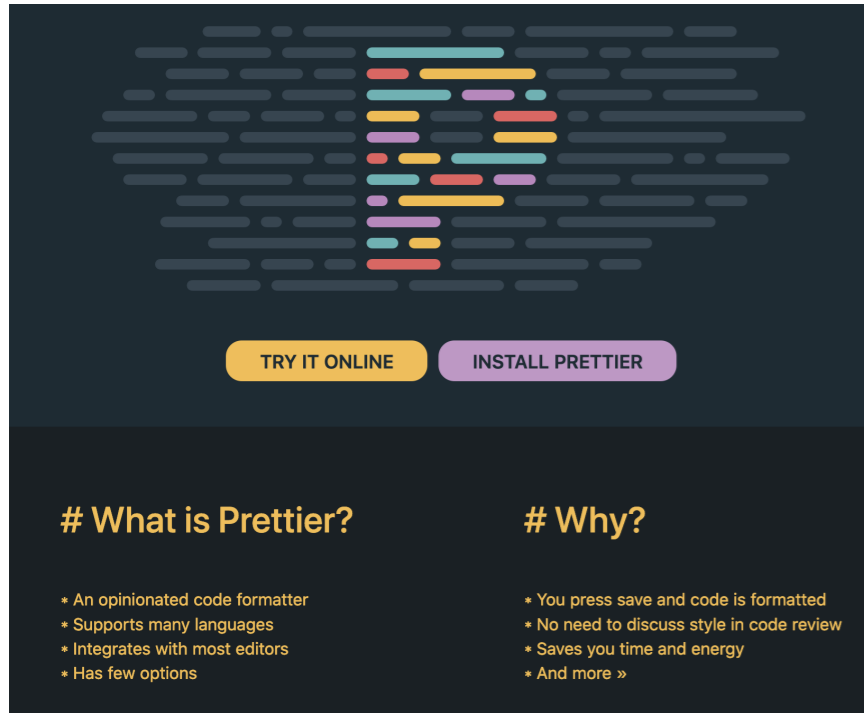 TRY IT ONLINE
INSTALL PRETTIER
# What is Prettier?
* An opinionated code formatter
* Supports many languages
* Integrates with most editors
* Has few options
# Why?
* You press save and code is formatted
* No need to discuss style in code review
* Saves you time and energy
* And more »